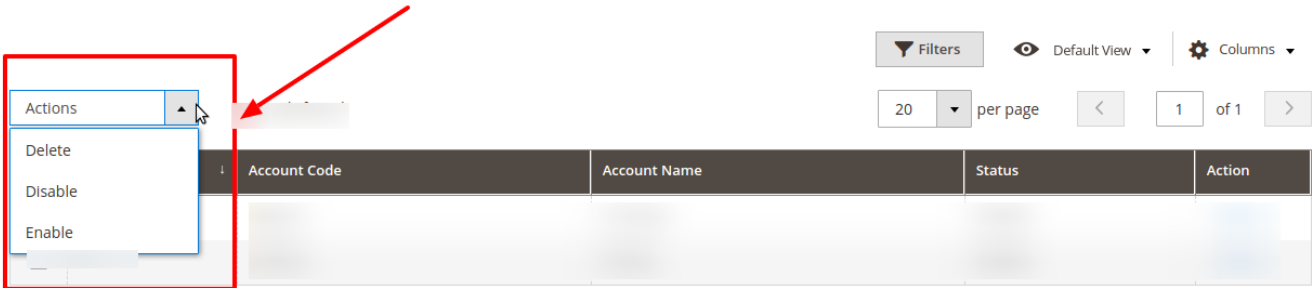 Filters
Default View
Columns
Actions
20
per page
1
of 1
Delete
Disable
Enable
Account Code
Account Name
Status
Action